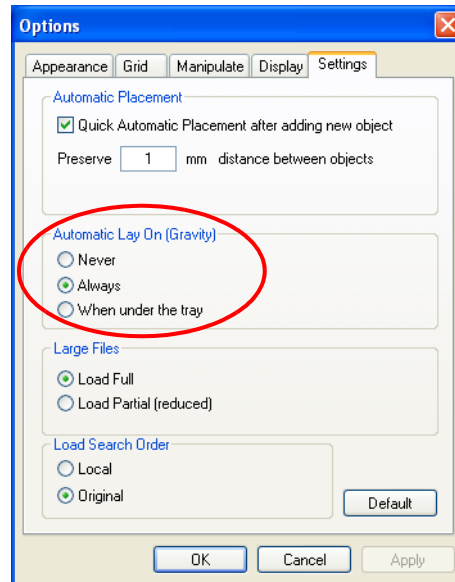 Options
Appearance Grid Manipulate Display Settings
Automatic Placement
Quick Automatic Placement after adding new object
Preserve 1 mm distance between objects
Automatic Lay On (Gravity)
Never
Always
When under the tray
Large Files
Load Full
Load Partial (reduced)
Load Search Order
Local
Original
Default
OK Cancel Apply